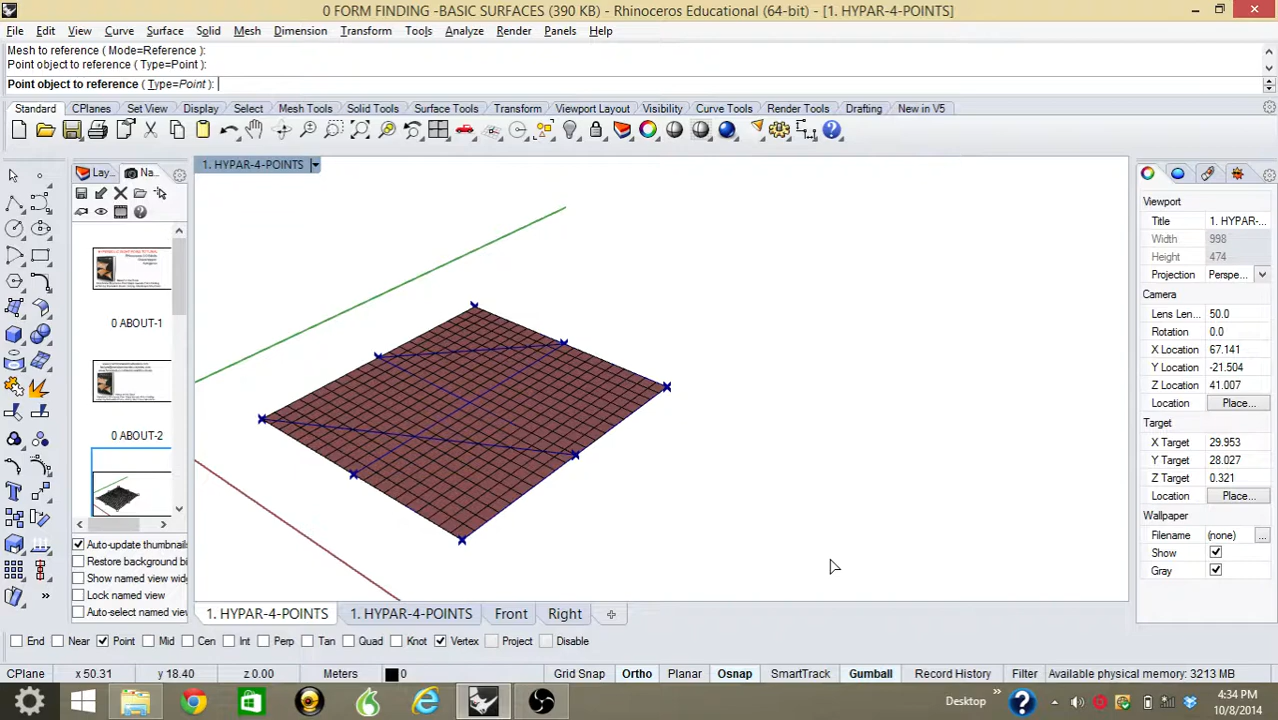 0 FORM FINDING -BASIC SURFACES (390 KB) - Rhinoceros Educational (64-bit) - [1. HYPAR-4-POINTS]
File Edit View Curve Surface Solid Mesh Dimension Transform Tools Analyze Render Panels Help
Mesh to reference ( Mode=Reference ):
Point object to reference ( Type=Point ):
Point object to reference ( Type=Point ):
Standard CPlanes Set View Display Select Mesh Tools Solid Tools Surface Tools Transform Viewport Layout Visibility Curve Tools Render Tools Drafting New in V5
Lay... Na...
1. HYPAR-4-POINTS
0 ABOUT-1
0 ABOUT-2
Auto-update thumbnails
Restore background bi
Show named view widg
Lock named view
Auto-select named view
Viewport
Title 1. HYPAR-...
Width 998
Height 474
Projection Perspe...
Camera
Lens Len... 50.0
Rotation 0.0
X Location 67.141
Y Location -21.504
Z Location 41.007
Location Place...
Target
X Target 29.953
Y Target 28.027
Z Target 0.321
Location Place...
Wallpaper
Filename (none) ...
Show
Gray
1. HYPAR-4-POINTS 1. HYPAR-4-POINTS Front Right
End Near Point Mid Cen Int Perp Tan Quad Knot Vertex Project Disable
CPlane x 50.31 y 18.40 z 0.00 Meters 0 Grid Snap Ortho Planar Osnap SmartTrack Gumball Record History Filter Available physical memory: 3213 MB
Desktop
4:34 PM
10/8/2014